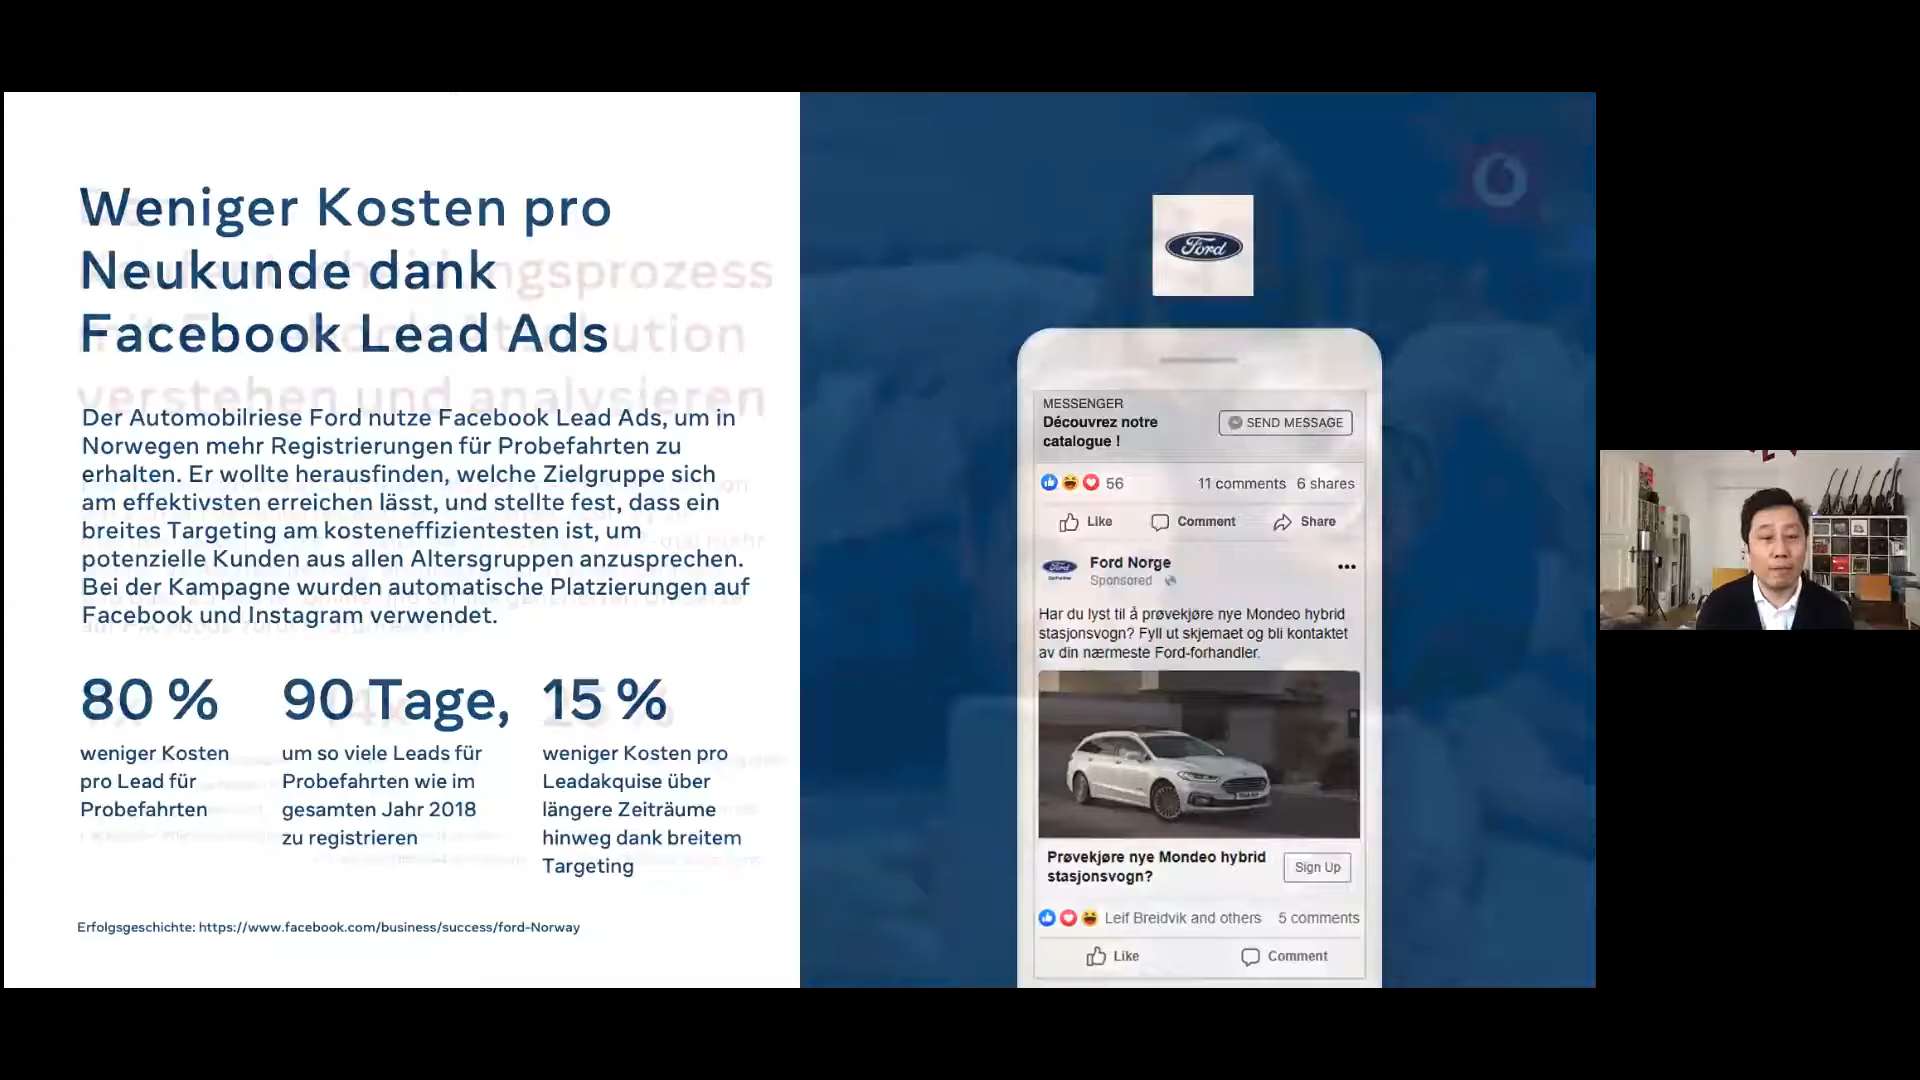 Weniger Kosten pro
Neukunde dank
Facebook Lead Ads
ngsprozess
ution
verstehen und analysieren
Der Automobilriese Ford nutze Facebook Lead Ads, um in
Norwegen mehr Registrierungen für Probefahrten zu
erhalten. Er wollte herausfinden, welche Zielgruppe sich
am effektivsten erreichen lässt, und stellte fest, dass ein
breites Targeting am kosteneffizientesten ist, um
potenzielle Kunden aus allen Altersgruppen anzusprechen.
Bei der Kampagne wurden automatische Platzierungen auf
Facebook und Instagram verwendet.
80 %
weniger Kosten
pro Lead für
Probefahrten
90 Tage,
um so viele Leads für
Probefahrten wie im
gesamten Jahr 2018
zu registrieren
15 %
weniger Kosten pro
Leadakquise über
längere Zeiträume
hinweg dank breitem
Targeting
Erfolgsgeschichte: https://www.facebook.com/business/success/ford-Norway
Ford
MESSENGER
Découvrez notre
catalogue !
SEND MESSAGE
56
11 comments 6 shares
Like Comment Share
Ford
Ford Norge
Sponsored
Har du lyst til å prøvekjøre nye Mondeo hybrid
stasjonsvogn? Fyll ut skjemaet og bli kontaktet
av din nærmeste Ford-forhandler.
Prøvekjøre nye Mondeo hybrid
stasjonsvogn?
Sign Up
Leif Breidvik and others 5 comments
Like Comment